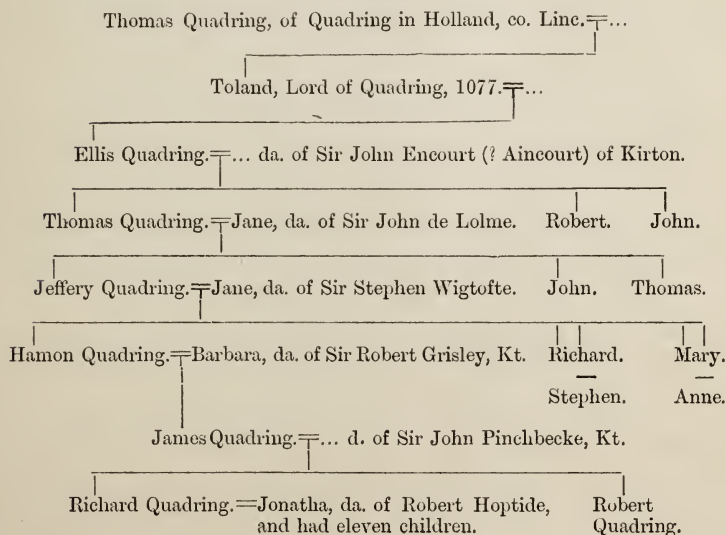 Thomas Quadring, of Quadring in Holland, co. Linc.=...
Toland, Lord of Quadring, 1077.=...
Ellis Quadring.=... da. of Sir John Encourt (? Aincourt) of Kirton.
Thomas Quadring.=Jane, da. of Sir John de Lolme. Robert. John.
Jeffery Quadring.=Jane, da. of Sir Stephen Wigtofte. John. Thomas.
Hamon Quadring.=Barbara, da. of Sir Robert Grisley, Kt. Richard. Mary.
Stephen. Anne.
James Quadring.=... d. of Sir John Pinchbecke, Kt.
Richard Quadring.=Jonatha, da. of Robert Hoptide, Robert
and had eleven children. Quadring.